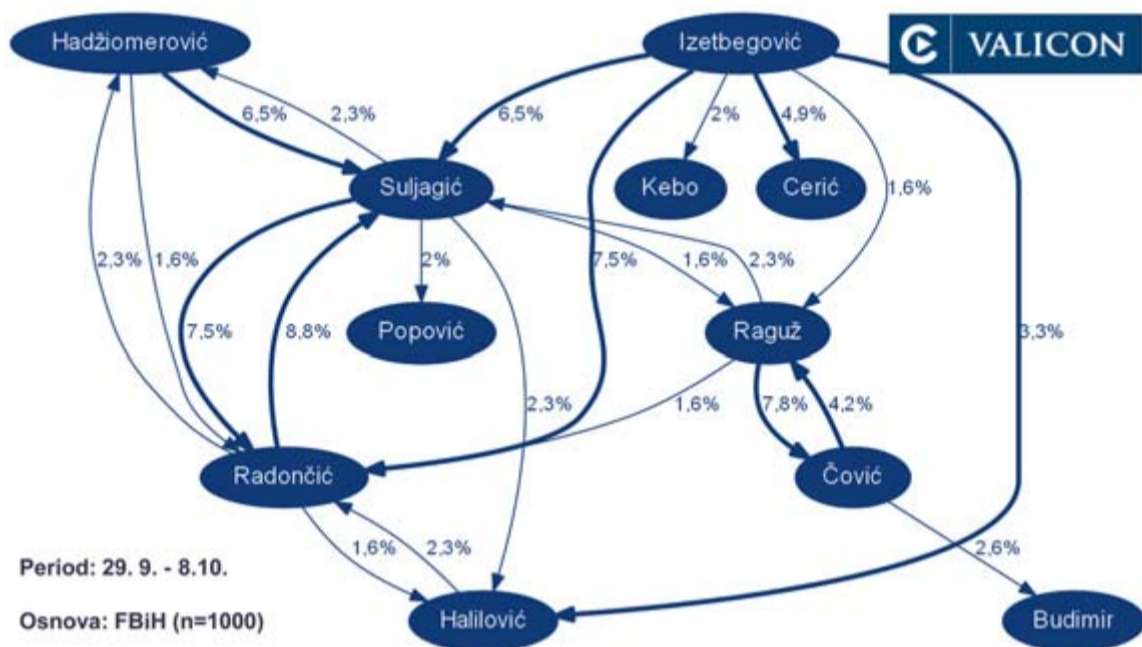 Hadžiomerović
Izetbegović
VALICON
6,5%
2,3%
6,5%
2%
4,9%
Suljagić
Kebo
Cerić
1,6%
2,3%
1,6%
2%
7,5%
1,6%
2,3%
7,5%
8,8%
Popović
Raguž
3,3%
2,3%
1,6%
7,8%
4,2%
Radončić
Čović
1,6%
2,3%
2,6%
Period: 29. 9. - 8.10.
Osnova: FBiH (n=1000)
Halilović
Budimir